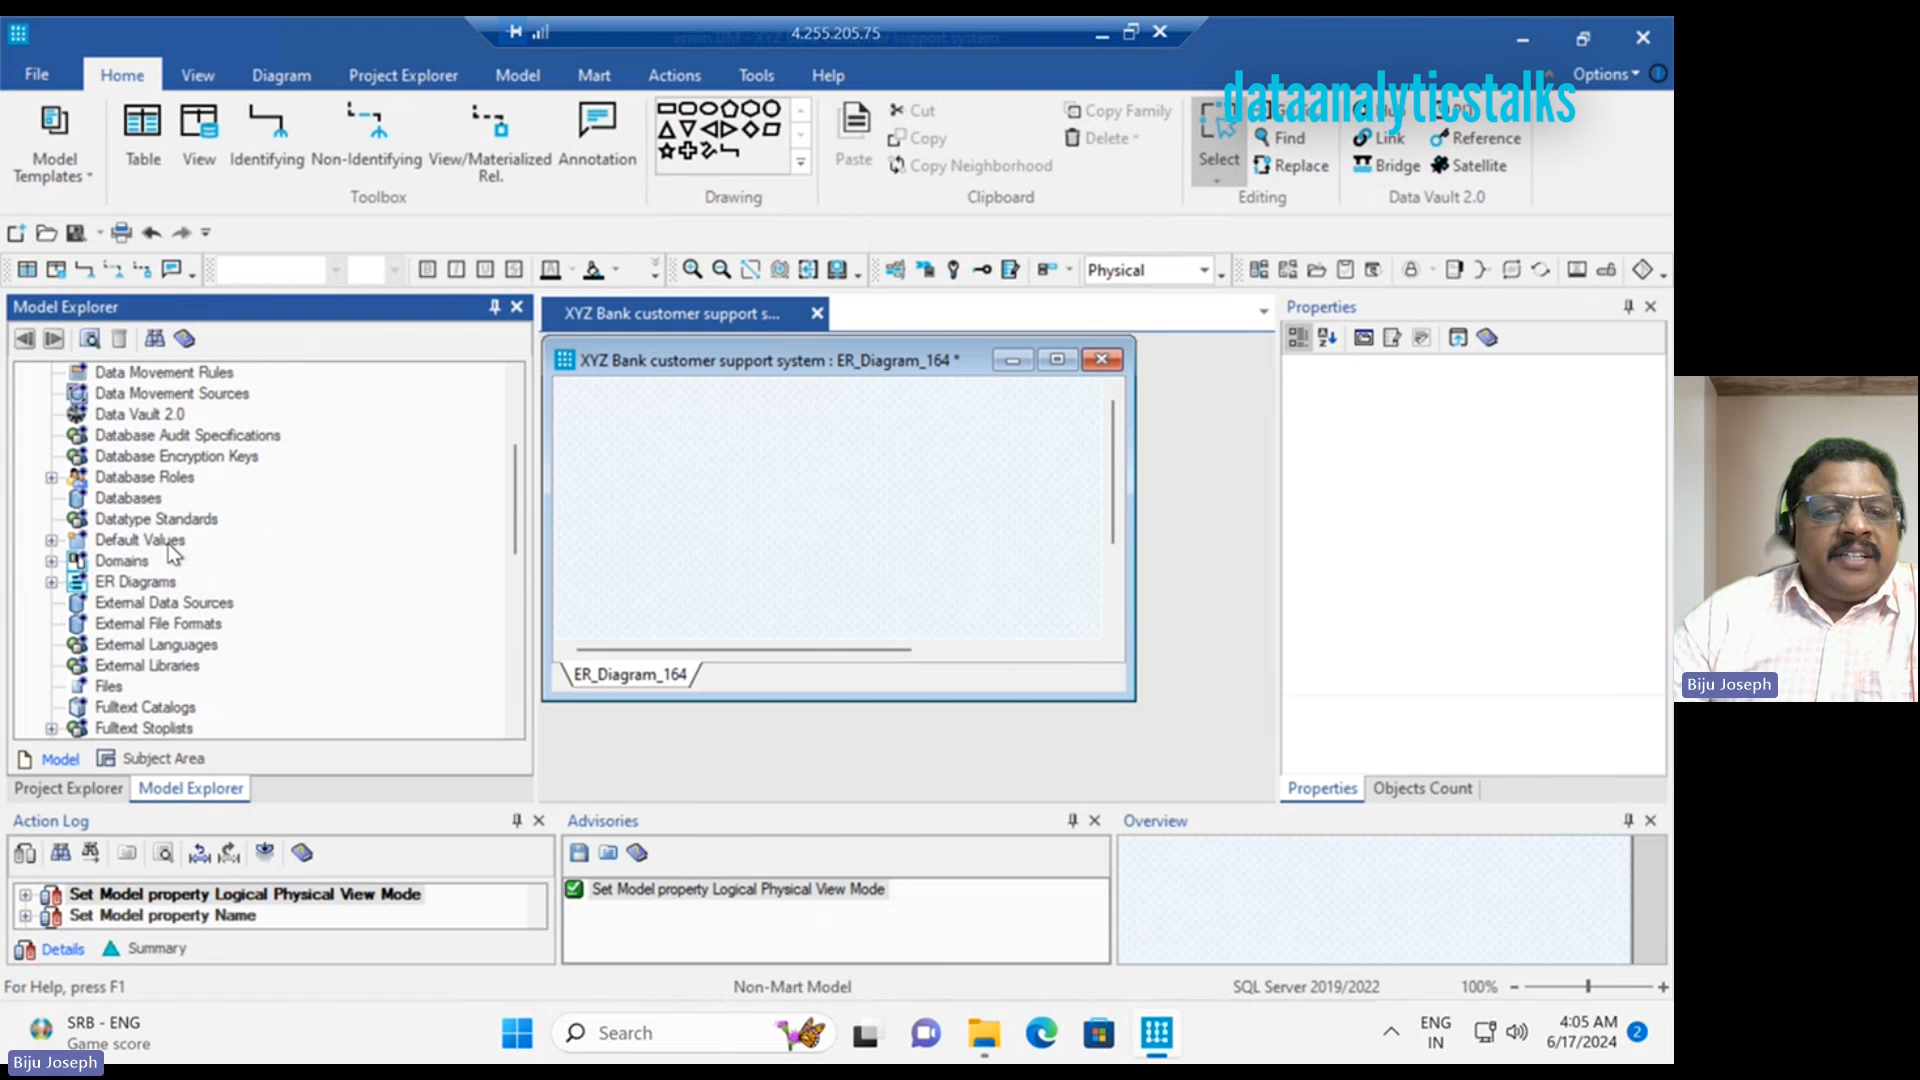 4.255.205.75
File Home View Diagram Project Explorer Model Mart Actions Tools Help
Options
dataanalyticstalks
Model
Templates
Table
View
Identifying
Non-Identifying
View/Materialized
Rel.
Annotation
Toolbox
Drawing
Paste
Cut
Copy
Copy Neighborhood
Copy Family
Delete
Clipboard
Select
Find
Replace
Editing
Link
Reference
Bridge
Satellite
Data Vault 2.0
Physical
Model Explorer
Data Movement Rules
Data Movement Sources
Data Vault 2.0
Database Audit Specifications
Database Encryption Keys
Database Roles
Databases
Datatype Standards
Default Values
Domains
ER Diagrams
External Data Sources
External File Formats
External Languages
External Libraries
Files
Fulltext Catalogs
Fulltext Stoplists
Model
Subject Area
Project Explorer
Model Explorer
XYZ Bank customer support s...
XYZ Bank customer support system : ER_Diagram_164 *
ER_Diagram_164
Properties
Properties
Objects Count
Action Log
Set Model property Logical Physical View Mode
Set Model property Name
Details
Summary
Advisories
Set Model property Logical Physical View Mode
Overview
For Help, press F1
Non-Mart Model
SQL Server 2019/2022
100%
SRB - ENG
Game score
Search
ENG
IN
4:05 AM
6/17/2024
2
Biju Joseph
Biju Joseph